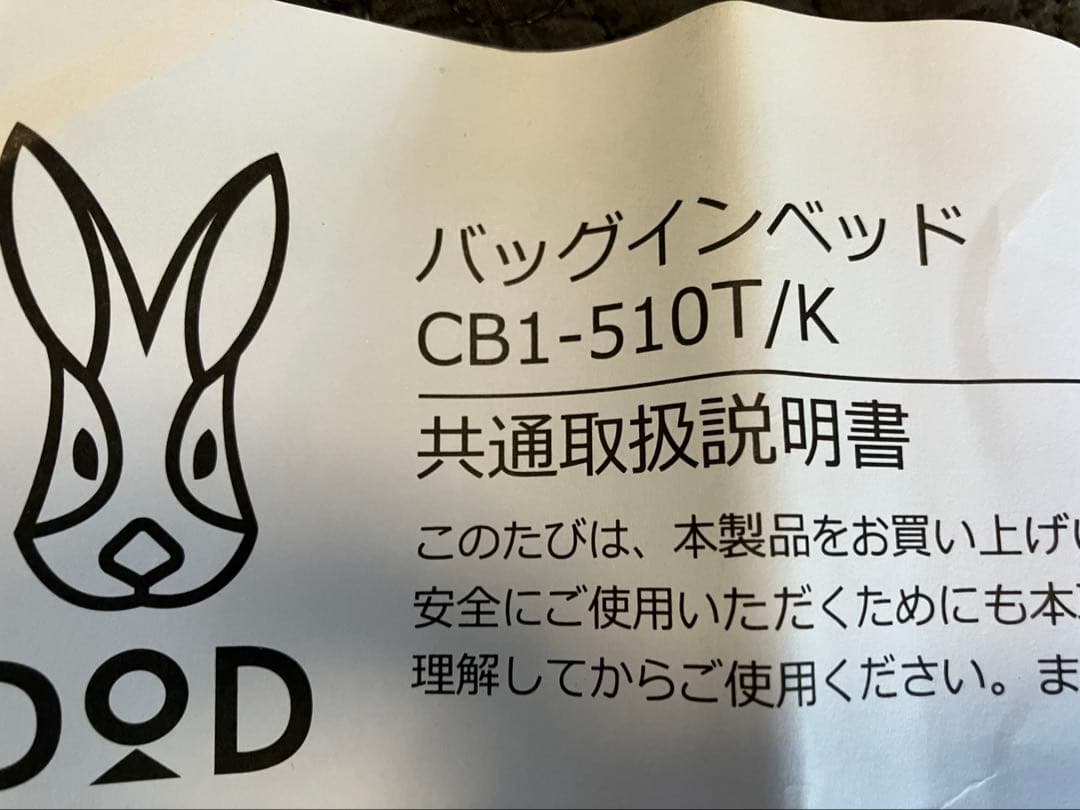 バッグインベッド
CB1-510T/K
共通取扱説明書
このたびは、本製品をお買い上げい
安全にご使用いただくためにも本
理解してからご使用ください。ま
DOD